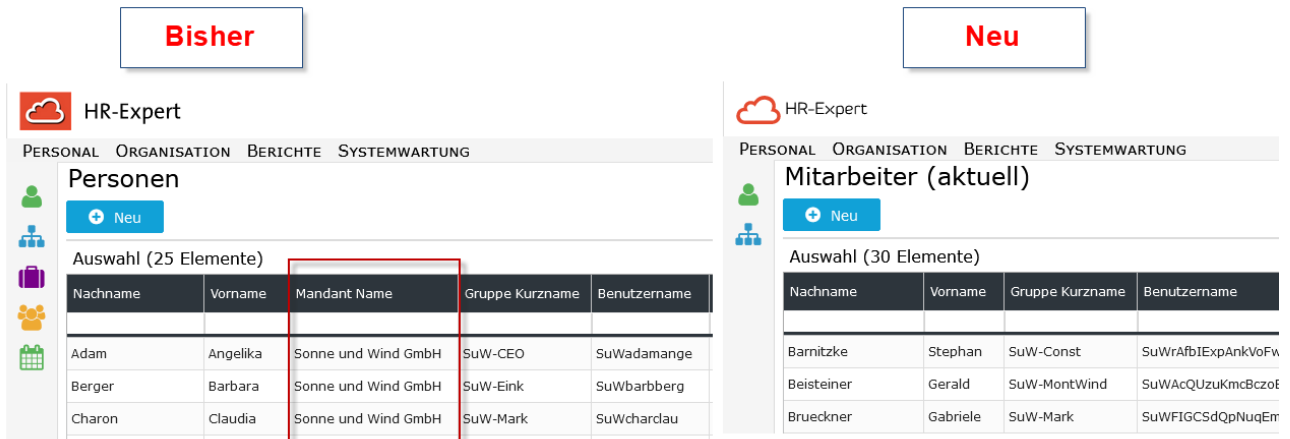 Bisher
Neu
HR-Expert
PERSONAL ORGANISATION BERICHTE SYSTEMWARTUNG
Personen
Neu
Auswahl (25 Elemente)
Nachname Vorname Mandant Name Gruppe Kurzname Benutzername
Adam Angelika Sonne und Wind GmbH SuW-CEO SuWadamange
Berger Barbara Sonne und Wind GmbH SuW-Eink SuWbarbberg
Charon Claudia Sonne und Wind GmbH SuW-Mark SuWcharclau
HR-Expert
PERSONAL ORGANISATION BERICHTE SYSTEMWARTUNG
Mitarbeiter (aktuell)
Neu
Auswahl (30 Elemente)
Nachname Vorname Gruppe Kurzname Benutzername
Barnitzke Stephan SuW-Const
Beisteiner Gerald SuW-MontWind
Brueckner Gabriele SuW-Mark